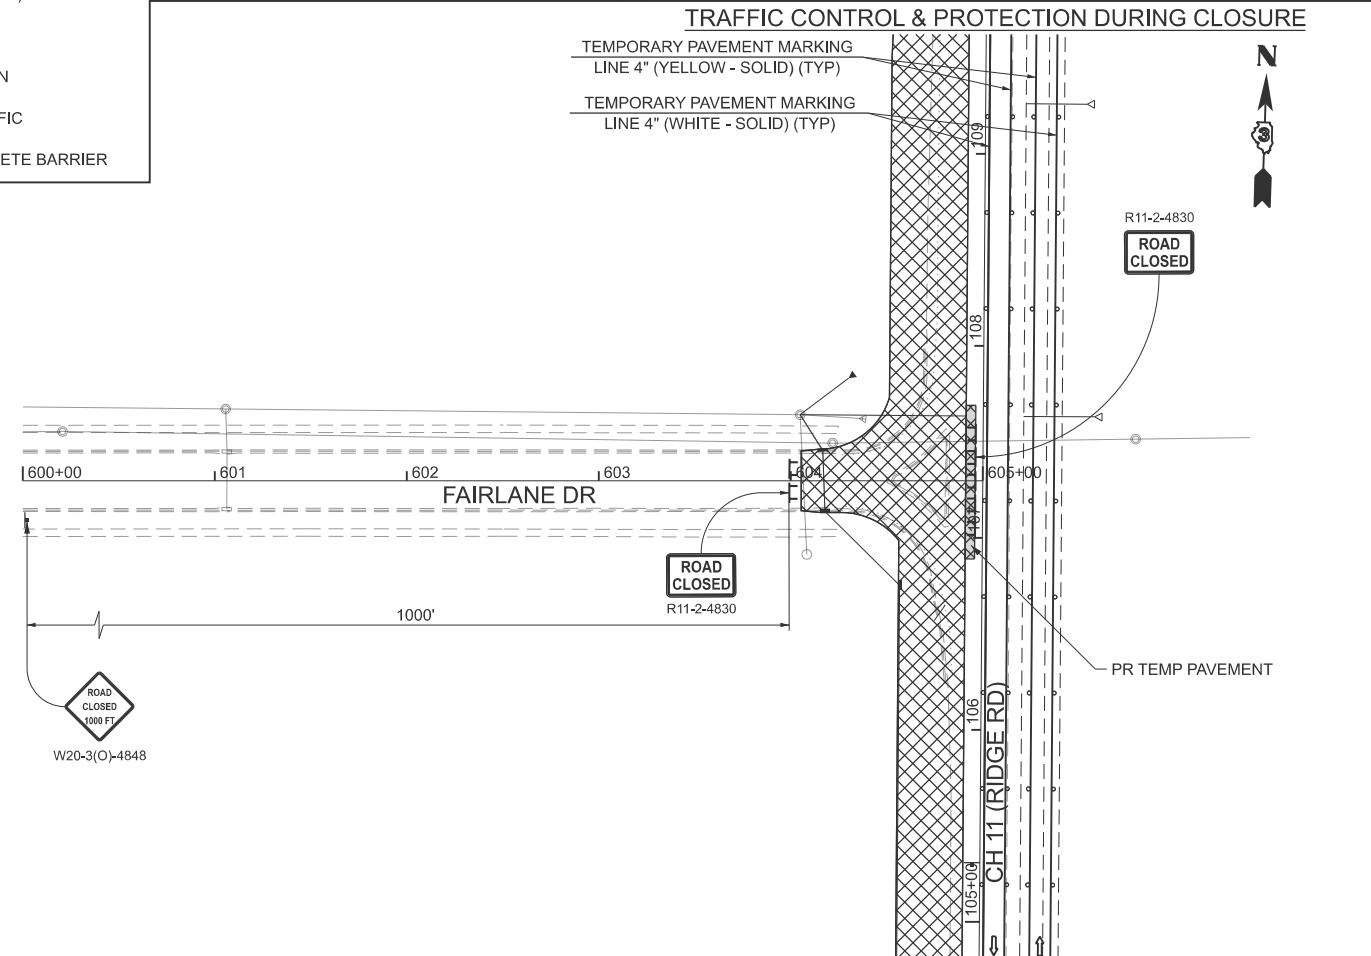 TRAFFIC CONTROL & PROTECTION DURING CLOSURE
TEMPORARY PAVEMENT MARKING
LINE 4" (YELLOW - SOLID) (TYP)
TEMPORARY PAVEMENT MARKING
LINE 4" (WHITE - SOLID) (TYP)
N
3
N
FIC
ETE BARRIER
109
R11-2-4830
ROAD
CLOSED
108
600+00
601
602
603
604
605+00
FAIRLANE DR
107
ROAD
CLOSED
R11-2-4830
1000'
PR TEMP PAVEMENT
ROAD
CLOSED
1000 FT
W20-3(O)-4848
106
CH 11 (RIDGE RD)
105+00